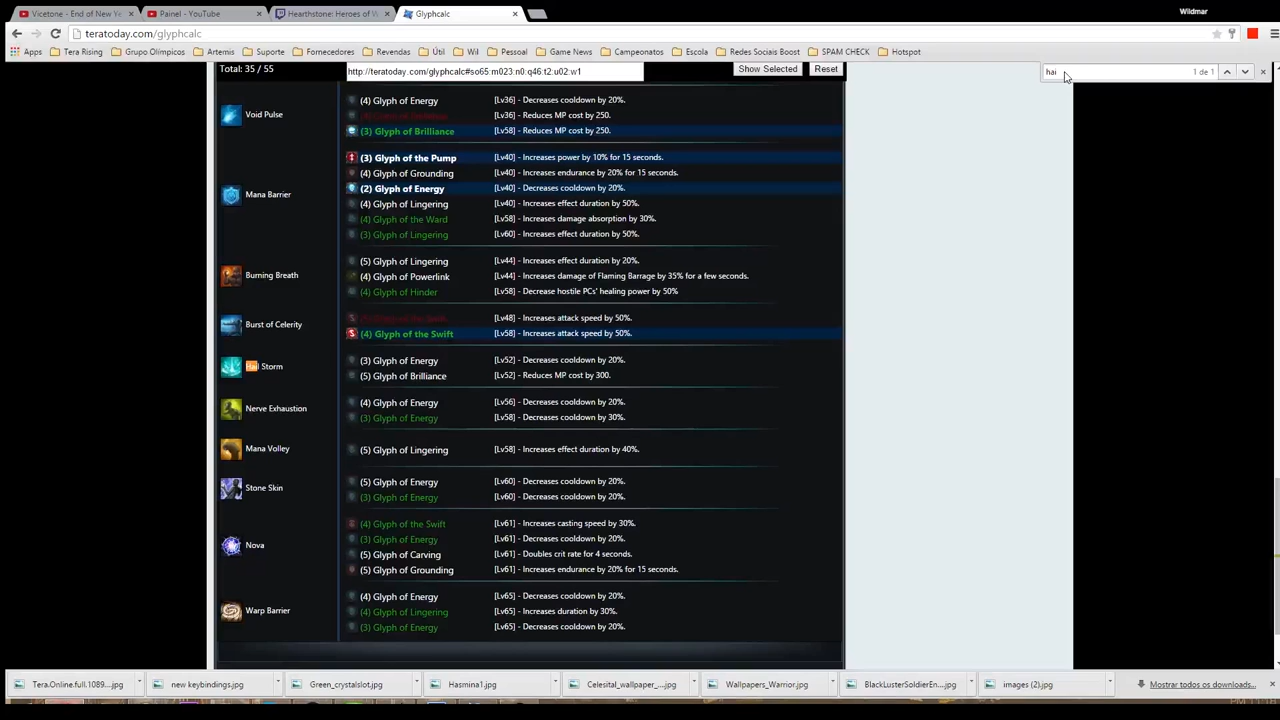 Vicetone - End of New Ye
Painel - YouTube
Hearthstone: Heroes of W
Glyphcalc
Wildmar
teratoday.com/glyphcalc
Apps
Tera Rising
Grupo Olímpicos
Artemis
Suporte
Fornecedores
Revendas
Útil
Wil
Pessoal
Game News
Campeonatos
Escola
Redes Sociais Boost
SPAM CHECK
Hotspot
Total: 35 / 55
http://teratoday.com/glyphcalc#so65:m023:n0:q46:t2:u02:w1
Show Selected
Reset
hai
1 de 1
Void Pulse
(4) Glyph of Energy [Lv36] - Decreases cooldown by 20%.
[Lv36] - Reduces MP cost by 250.
(3) Glyph of Brilliance [Lv58] - Reduces MP cost by 250.
Mana Barrier
(3) Glyph of the Pump [Lv40] - Increases power by 10% for 15 seconds.
(4) Glyph of Grounding [Lv40] - Increases endurance by 20% for 15 seconds.
(2) Glyph of Energy [Lv40] - Decreases cooldown by 20%.
(4) Glyph of Lingering [Lv40] - Increases effect duration by 50%.
(4) Glyph of the Ward [Lv58] - Increases damage absorption by 30%.
(3) Glyph of Lingering [Lv60] - Increases effect duration by 50%.
Burning Breath
(5) Glyph of Lingering [Lv44] - Increases effect duration by 20%.
(4) Glyph of Powerlink [Lv44] - Increases damage of Flaming Barrage by 35% for a few seconds.
(4) Glyph of Hinder [Lv58] - Decrease hostile PCs' healing power by 50%
Burst of Celerity
[Lv48] - Increases attack speed by 50%.
(4) Glyph of the Swift [Lv58] - Increases attack speed by 50%.
Hail Storm
(3) Glyph of Energy [Lv52] - Decreases cooldown by 20%.
(5) Glyph of Brilliance [Lv52] - Reduces MP cost by 300.
Nerve Exhaustion
(4) Glyph of Energy [Lv56] - Decreases cooldown by 20%.
(3) Glyph of Energy [Lv58] - Decreases cooldown by 30%.
Mana Volley
(5) Glyph of Lingering [Lv58] - Increases effect duration by 40%.
Stone Skin
(5) Glyph of Energy [Lv60] - Decreases cooldown by 20%.
(3) Glyph of Energy [Lv60] - Decreases cooldown by 20%.
Nova
(4) Glyph of the Swift [Lv61] - Increases casting speed by 30%.
(3) Glyph of Energy [Lv61] - Decreases cooldown by 20%.
(5) Glyph of Carving [Lv61] - Doubles crit rate for 4 seconds.
(5) Glyph of Grounding [Lv61] - Increases endurance by 20% for 15 seconds.
Warp Barrier
(4) Glyph of Energy [Lv65] - Decreases cooldown by 20%.
(4) Glyph of Lingering [Lv65] - Increases duration by 30%.
(3) Glyph of Energy [Lv65] - Decreases cooldown by 20%.
Tera.Online.full.1089...jpg
new keybindings.jpg
Green_crystalslot.jpg
Hasmina1.jpg
Celesital_wallpaper_...jpg
Wallpapers_Warrior.jpg
BlackLusterSoldierEn...jpg
images (2).jpg
Mostrar todos os downloads...